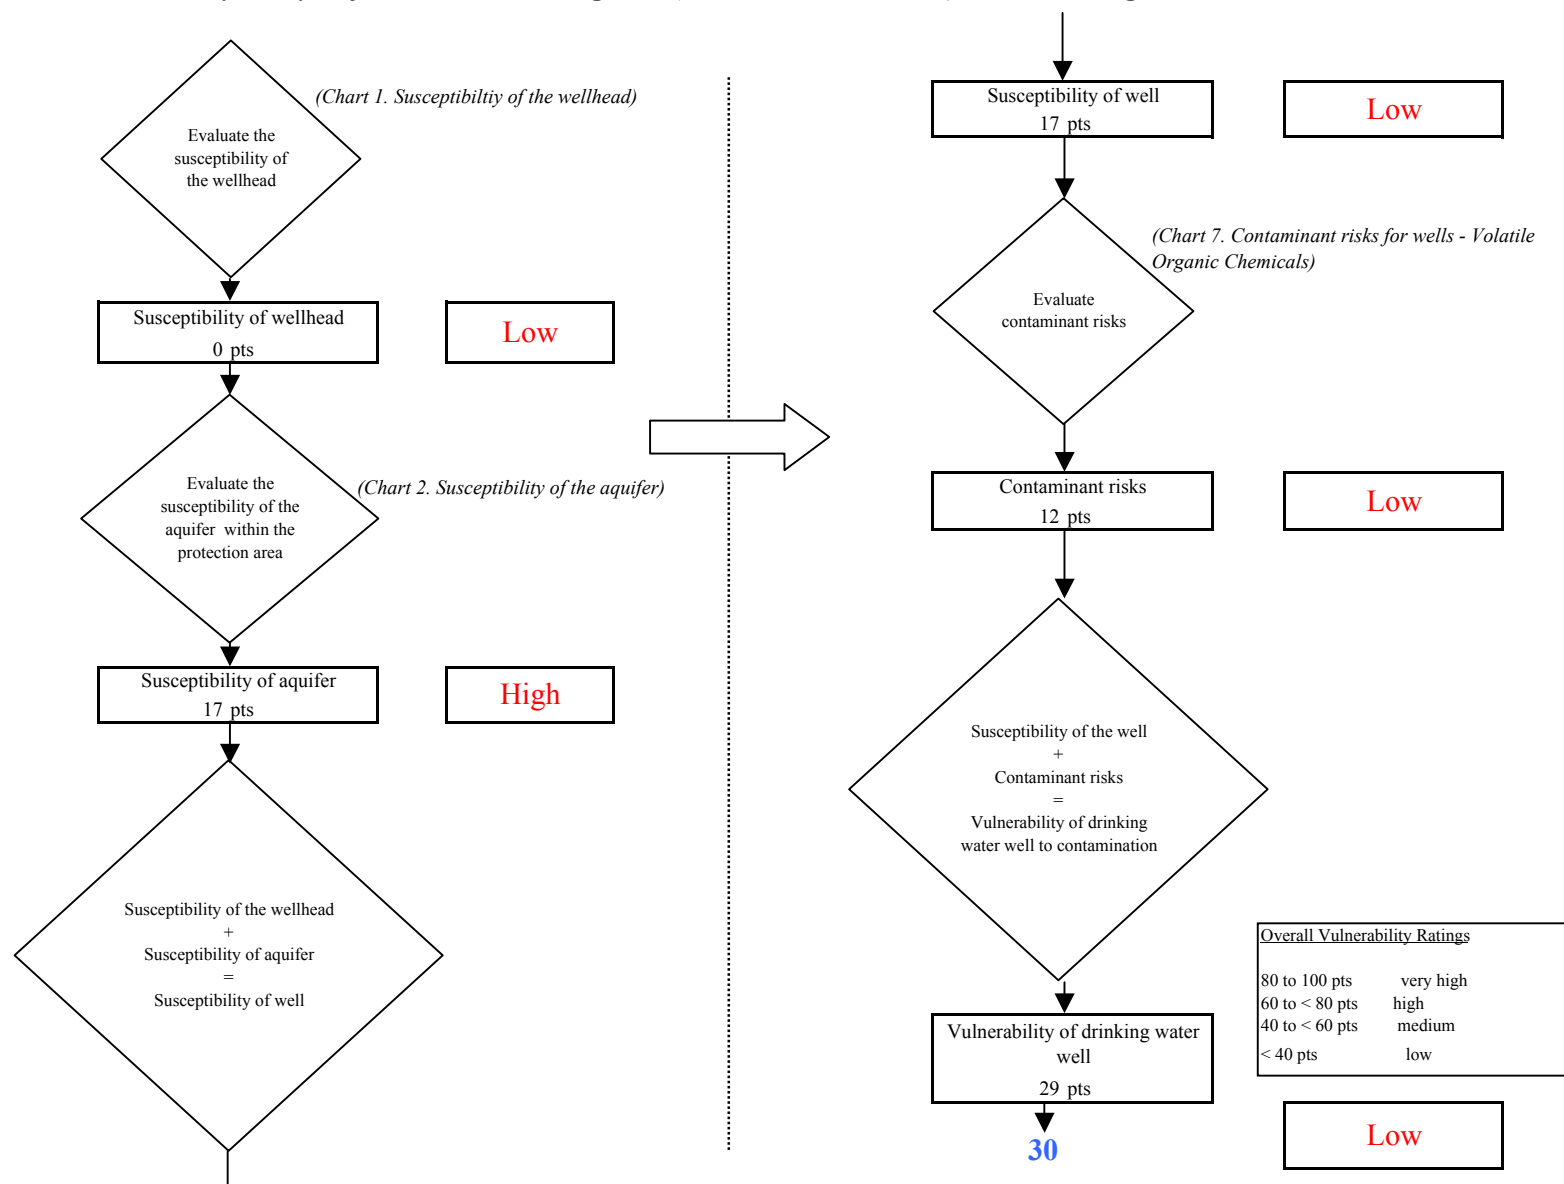 (Chart 1. Susceptibiltiy of the wellhead)
Evaluate the
susceptibility of
the wellhead
Susceptibility of wellhead
0 pts
Low
Evaluate the
susceptibility of the
aquifer within the
protection area
(Chart 2. Susceptibility of the aquifer)
Susceptibility of aquifer
17 pts
High
Susceptibility of the wellhead
+
Susceptibility of aquifer
=
Susceptibility of well
Susceptibility of well
17 pts
Low
(Chart 7. Contaminant risks for wells - Volatile
Organic Chemicals)
Evaluate
contaminant risks
Contaminant risks
12 pts
Low
Susceptibility of the well
+
Contaminant risks
=
Vulnerability of drinking
water well to contamination
Overall Vulnerability Ratings
80 to 100 pts very high
60 to < 80 pts high
40 to < 60 pts medium
< 40 pts low
Vulnerability of drinking water
well
29 pts
30
Low